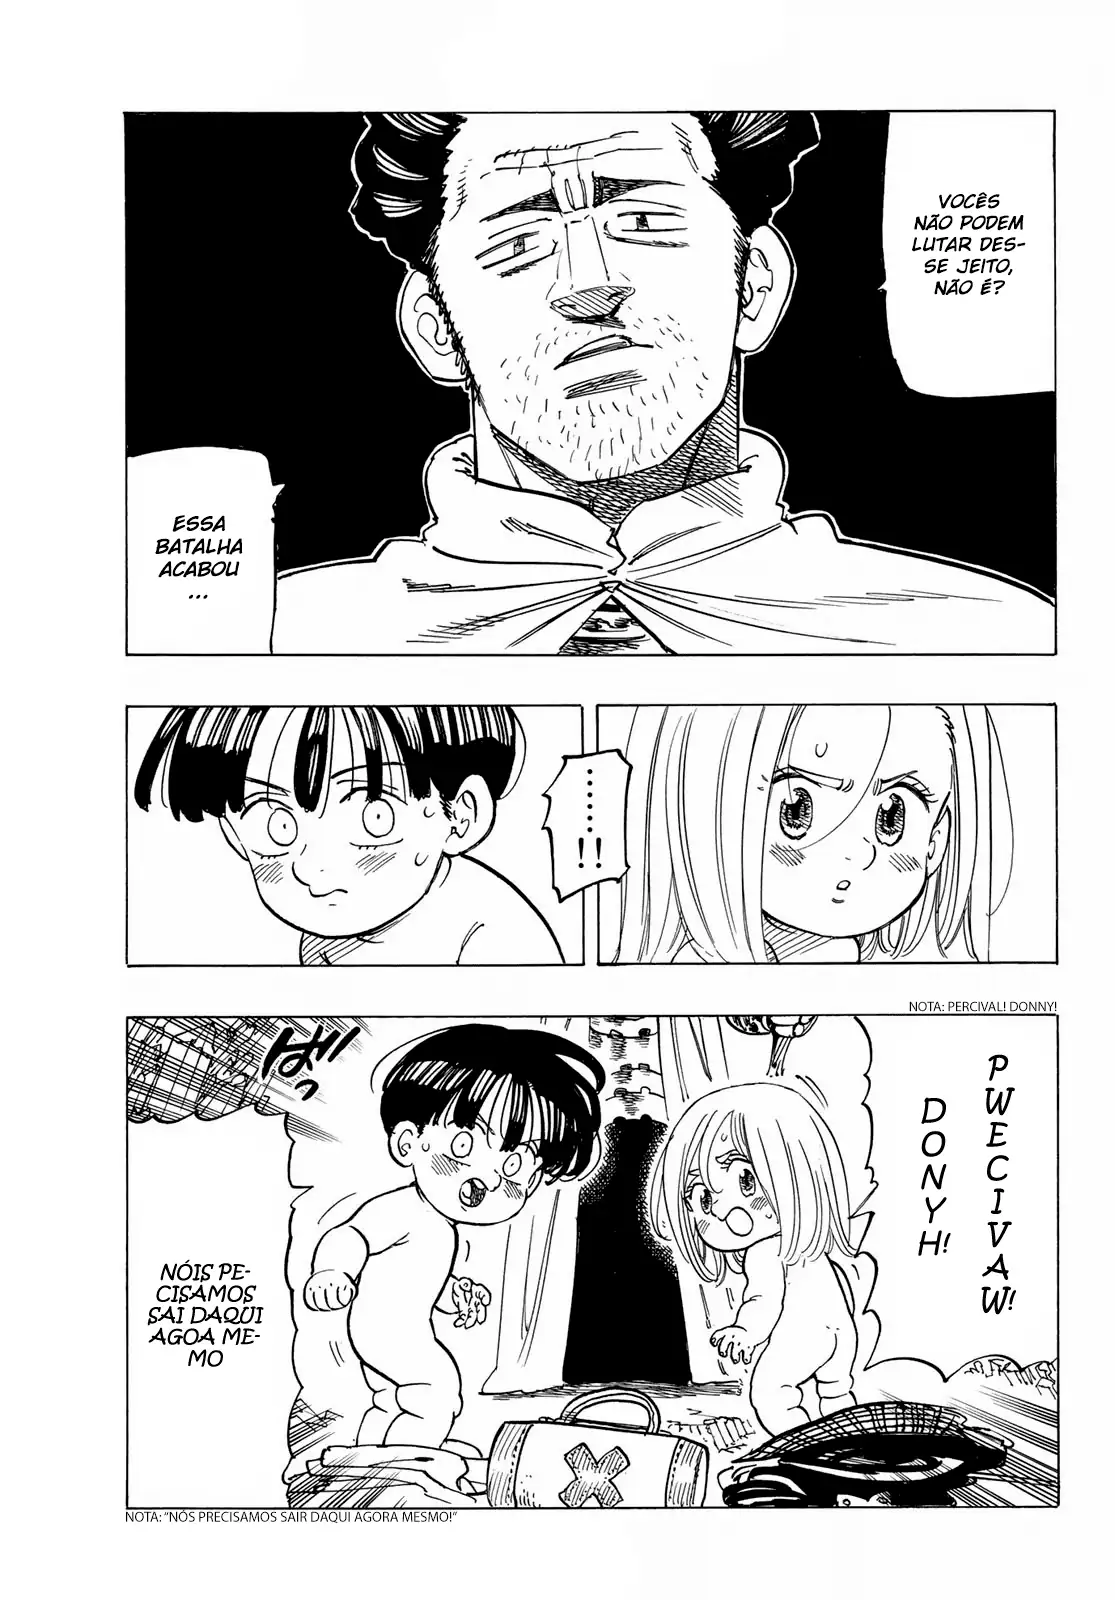 VOCÊS
NÃO PODEM
LUTAR DES-
SE JEITO,
NÃO É?
ESSA
BATALHA
ACABOU
...
......!!
NOTA: PERCIVAL! DONNY!
PWECIVAW!
DONYH!
ばっ
NÓIS PE-
CISAMOS
SAI DAQUI
AGOA ME-
MO
NOTA: "NÓS PRECISAMOS SAIR DAQUI AGORA MESMO!"